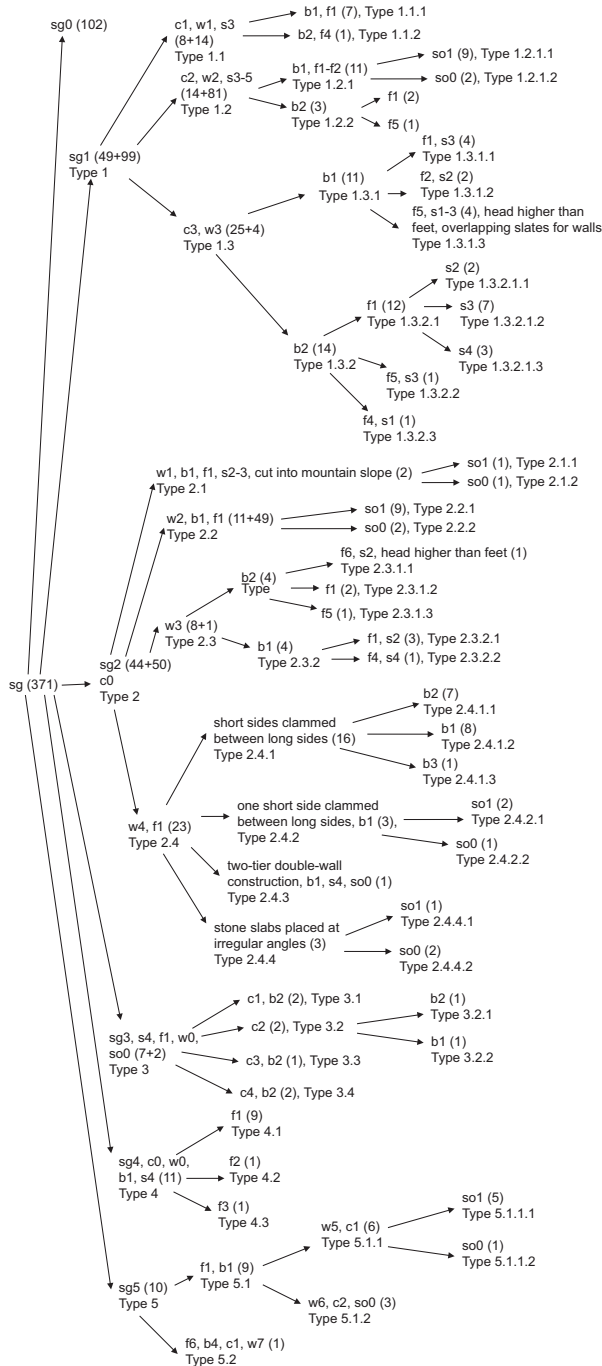 sg0 (102)
c1, w1, s3
(8+14)
Type 1.1
b1, f1 (7), Type 1.1.1
b2, f4 (1), Type 1.1.2
c2, w2, s3-5
(14+81)
Type 1.2
b1, f1-f2 (11)
Type 1.2.1
so1 (9), Type 1.2.1.1
so0 (2), Type 1.2.1.2
b2 (3)
Type 1.2.2
f1 (2)
f5 (1)
sg1 (49+99)
Type 1
c3, w3 (25+4)
Type 1.3
b1 (11)
Type 1.3.1
f1, s3 (4)
Type 1.3.1.1
f2, s2 (2)
Type 1.3.1.2
f5, s1-3 (4), head higher than
feet, overlapping slates for walls
Type 1.3.1.3
b2 (14)
Type 1.3.2
f1 (12)
Type 1.3.2.1
s2 (2)
Type 1.3.2.1.1
s3 (7)
Type 1.3.2.1.2
s4 (3)
Type 1.3.2.1.3
f5, s3 (1)
Type 1.3.2.2
f4, s1 (1)
Type 1.3.2.3
w1, b1, f1, s2-3, cut into mountain slope (2)
Type 2.1
so1 (1), Type 2.1.1
so0 (1), Type 2.1.2
w2, b1, f1 (11+49)
Type 2.2
so1 (9), Type 2.2.1
so0 (2), Type 2.2.2
w3 (8+1)
Type 2.3
b2 (4)
Type
f6, s2, head higher than feet (1)
Type 2.3.1.1
f1 (2), Type 2.3.1.2
f5 (1), Type 2.3.1.3
b1 (4)
Type 2.3.2
f1, s2 (3), Type 2.3.2.1
f4, s4 (1), Type 2.3.2.2
sg (371)
sg2 (44+50)
c0
Type 2
short sides clammed
between long sides (16)
Type 2.4.1
b2 (7)
Type 2.4.1.1
b1 (8)
Type 2.4.1.2
b3 (1)
Type 2.4.1.3
w4, f1 (23)
Type 2.4
one short side clammed
between long sides, b1 (3),
Type 2.4.2
so1 (2)
Type 2.4.2.1
so0 (1)
Type 2.4.2.2
two-tier double-wall
construction, b1, s4, so0 (1)
Type 2.4.3
stone slabs placed at
irregular angles (3)
Type 2.4.4
so1 (1)
Type 2.4.4.1
so0 (2)
Type 2.4.4.2
sg3, s4, f1, w0,
so0 (7+2)
Type 3
c1, b2 (2), Type 3.1
c2 (2), Type 3.2
b2 (1)
Type 3.2.1
b1 (1)
Type 3.2.2
c3, b2 (1), Type 3.3
c4, b2 (2), Type 3.4
sg4, c0, w0,
b1, s4 (11)
Type 4
f1 (9)
Type 4.1
f2 (1)
Type 4.2
f3 (1)
Type 4.3
sg5 (10)
Type 5
f1, b1 (9)
Type 5.1
w5, c1 (6)
Type 5.1.1
so1 (5)
Type 5.1.1.1
so0 (1)
Type 5.1.1.2
w6, c2, so0 (3)
Type 5.1.2
f6, b4, c1, w7 (1)
Type 5.2